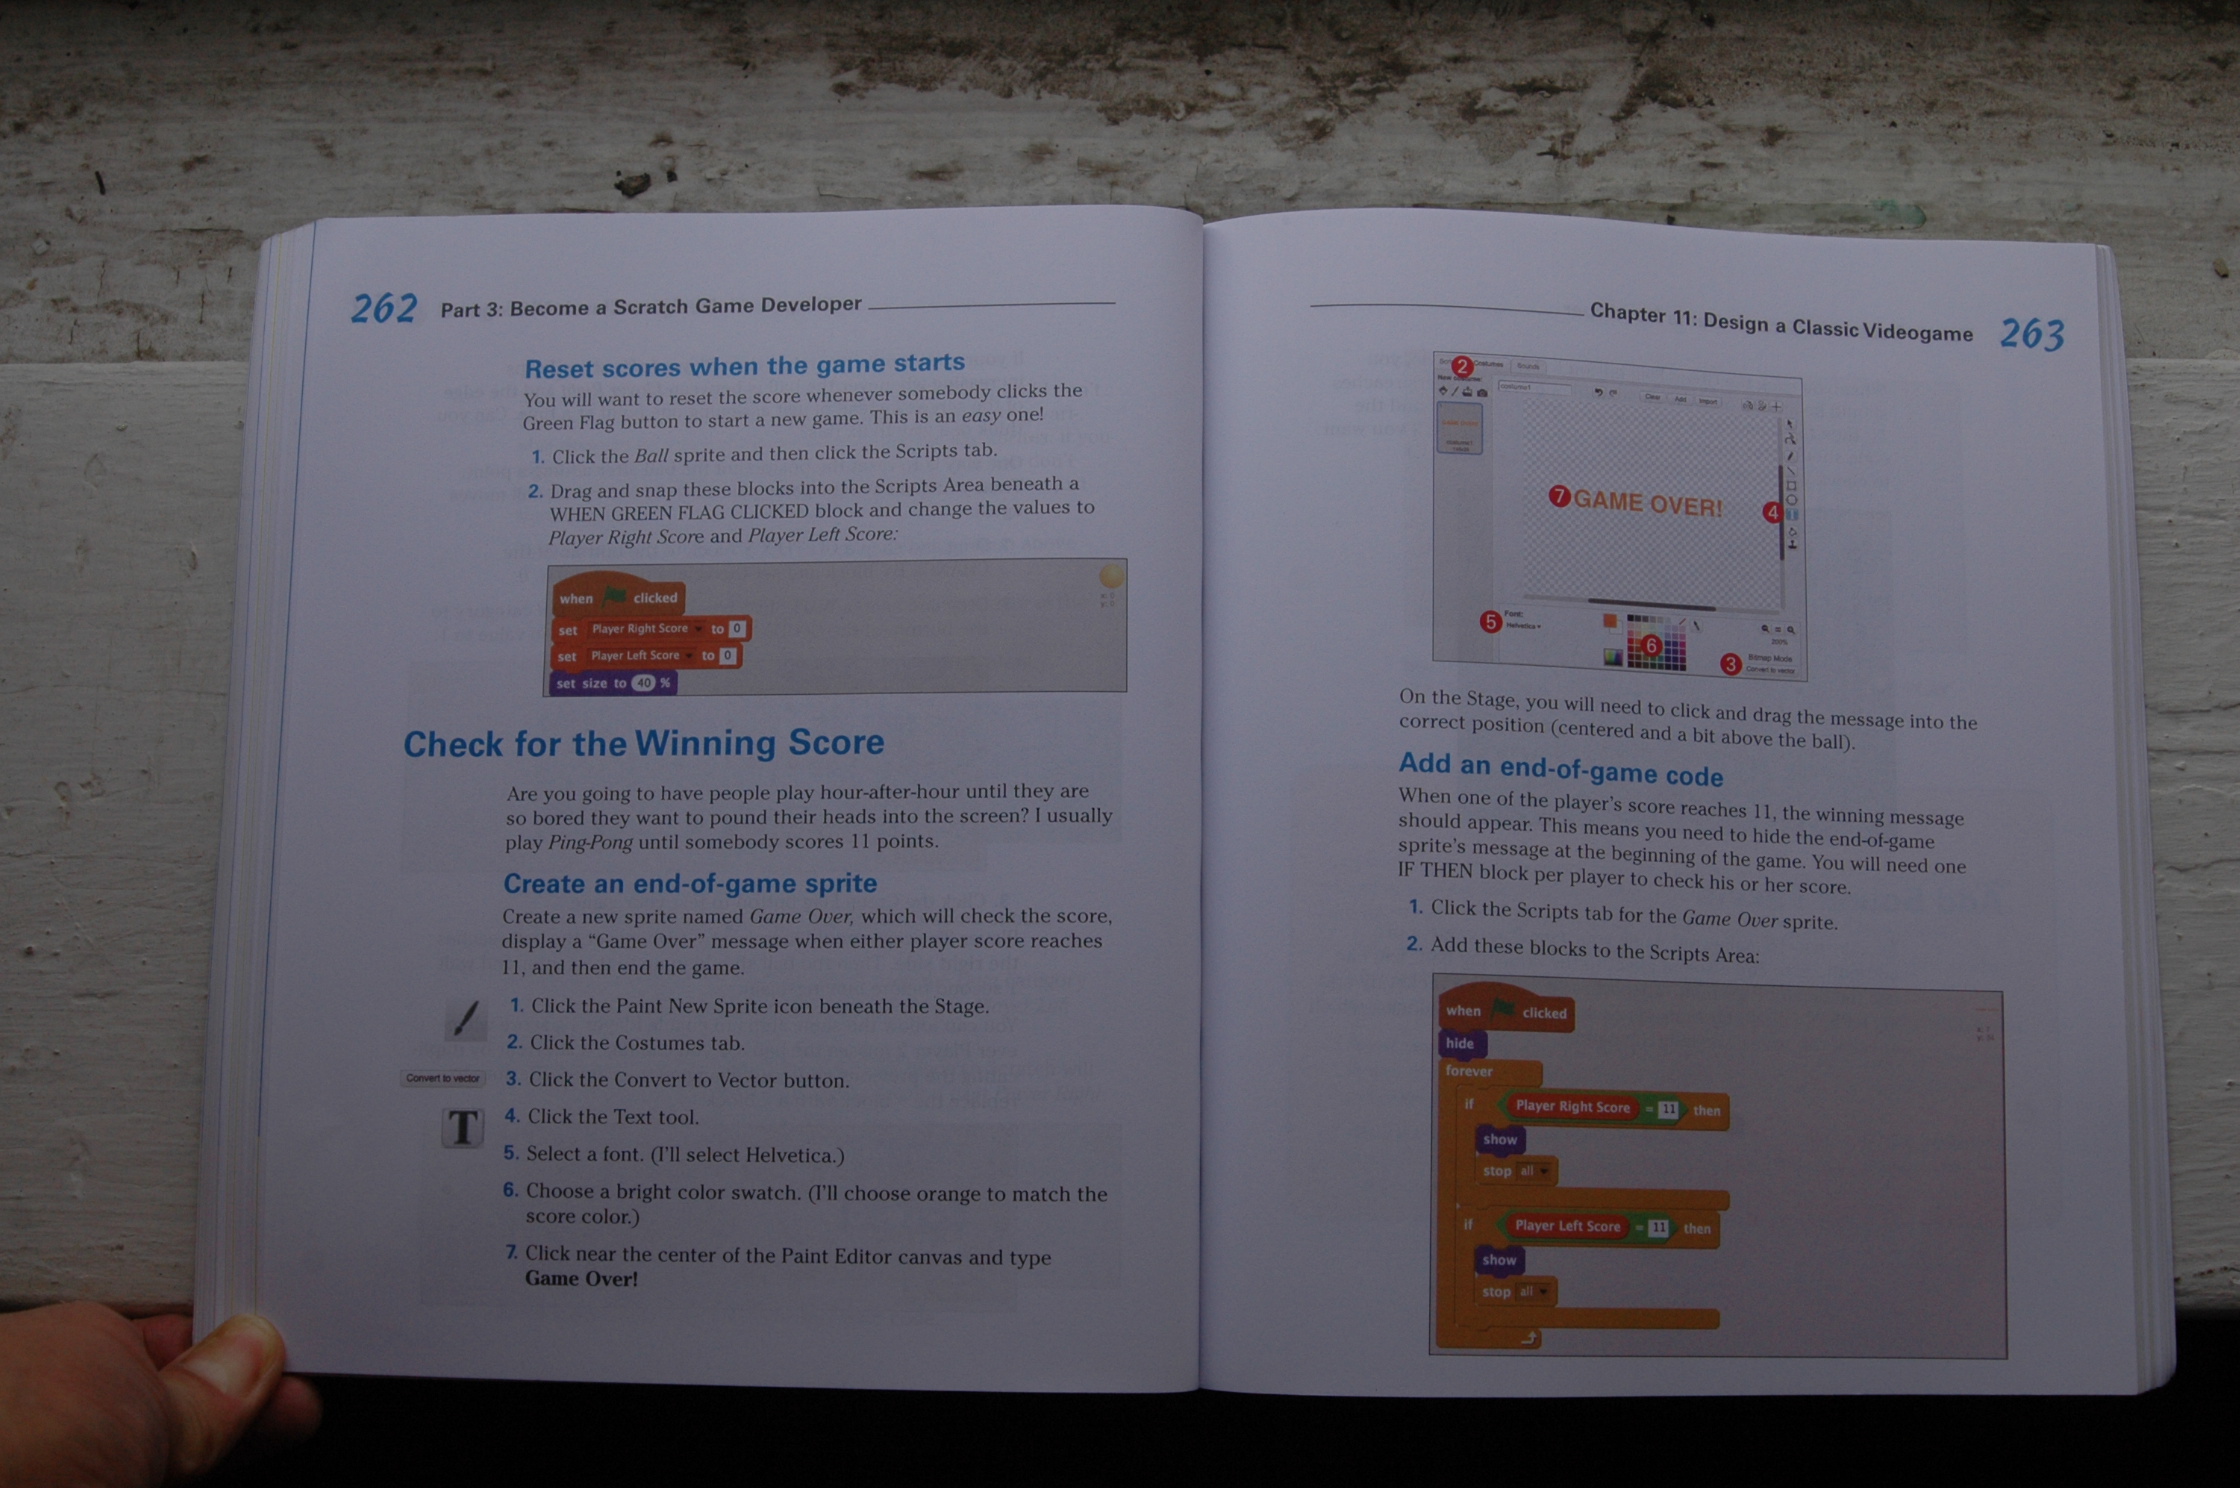 262 Part 3: Become a Scratch Game Developer
Reset scores when the game starts
You will want to reset the score whenever somebody clicks the
Green Flag button to start a new game. This is an easy one!
1. Click the Ball sprite and then click the Scripts tab.
2. Drag and snap these blocks into the Scripts Area beneath a
WHEN GREEN FLAG CLICKED block and change the values to
Player Right Score and Player Left Score:
when clicked
set Player Right Score to 0
set Player Left Score to 0
set size to 40 %
Check for the Winning Score
Are you going to have people play hour-after-hour until they are
so bored they want to pound their heads into the screen? I usually
play Ping-Pong until somebody scores 11 points.
Create an end-of-game sprite
Create a new sprite named Game Over, which will check the score,
display a “Game Over” message when either player score reaches
11, and then end the game.
1. Click the Paint New Sprite icon beneath the Stage.
2. Click the Costumes tab.
Convert to vector
3. Click the Convert to Vector button.
T
4. Click the Text tool.
5. Select a font. (I’ll select Helvetica.)
6. Choose a bright color swatch. (I’ll choose orange to match the
score color.)
7. Click near the center of the Paint Editor canvas and type
Game Over!
Chapter 11: Design a Classic Videogame 263
2 Costumes Sounds
Clear Add Import
7 GAME OVER!
4
5 Font:
Helvetica
6
3 Bitmap Mode
Convert to vector
On the Stage, you will need to click and drag the message into the
correct position (centered and a bit above the ball).
Add an end-of-game code
When one of the player’s score reaches 11, the winning message
should appear. This means you need to hide the end-of-game
sprite’s message at the beginning of the game. You will need one
IF THEN block per player to check his or her score.
1. Click the Scripts tab for the Game Over sprite.
2. Add these blocks to the Scripts Area:
when clicked
hide
forever
if Player Right Score = 11 then
show
stop all
if Player Left Score = 11 then
show
stop all